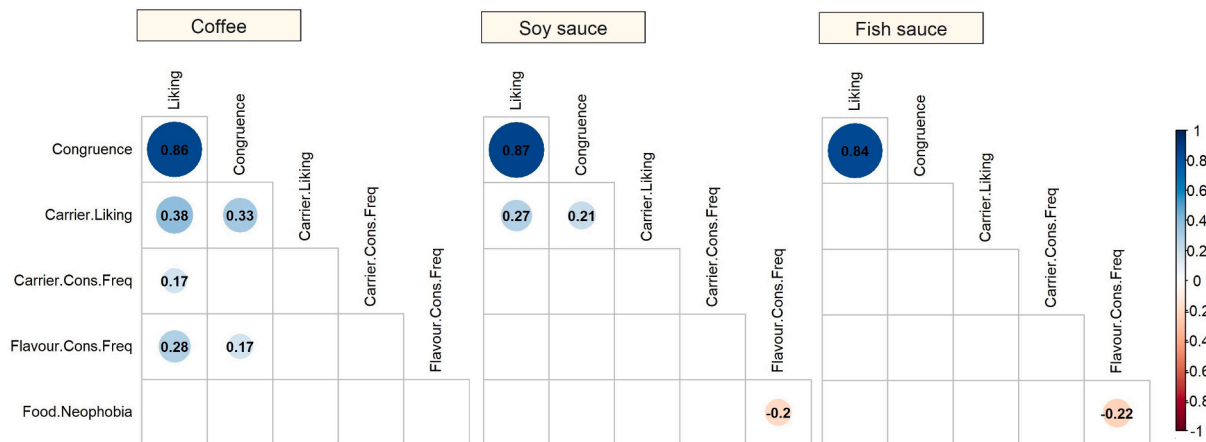 Coffee
Soy sauce
Fish sauce
Liking
Congruence
Carrier.Liking
Carrier.Cons.Freq
Flavour.Cons.Freq
Liking
Congruence
Carrier.Liking
Carrier.Cons.Freq
Flavour.Cons.Freq
Liking
Congruence
Carrier.Liking
Carrier.Cons.Freq
Flavour.Cons.Freq
Congruence 0.86 0.87 0.84
Carrier.Liking 0.38 0.33 0.27 0.21
Carrier.Cons.Freq 0.17
Flavour.Cons.Freq 0.28 0.17
Food.Neophobia -0.2 -0.22
1
0.8
0.6
0.4
0.2
0
-0.2
-0.4
-0.6
-0.8
-1